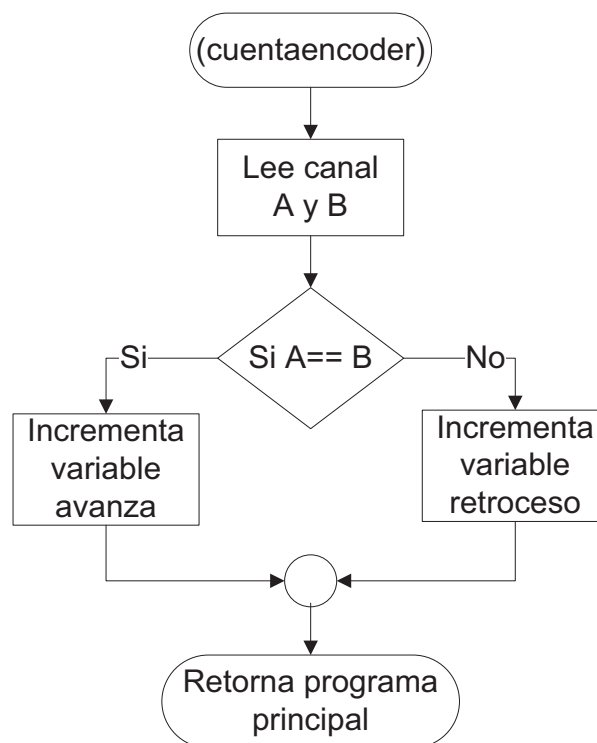 (cuentaencoder)
Lee canal
A y B
Si A== B
Si
No
Incrementa
variable
avanza
Incrementa
variable
retroceso
Retorna programa
principal